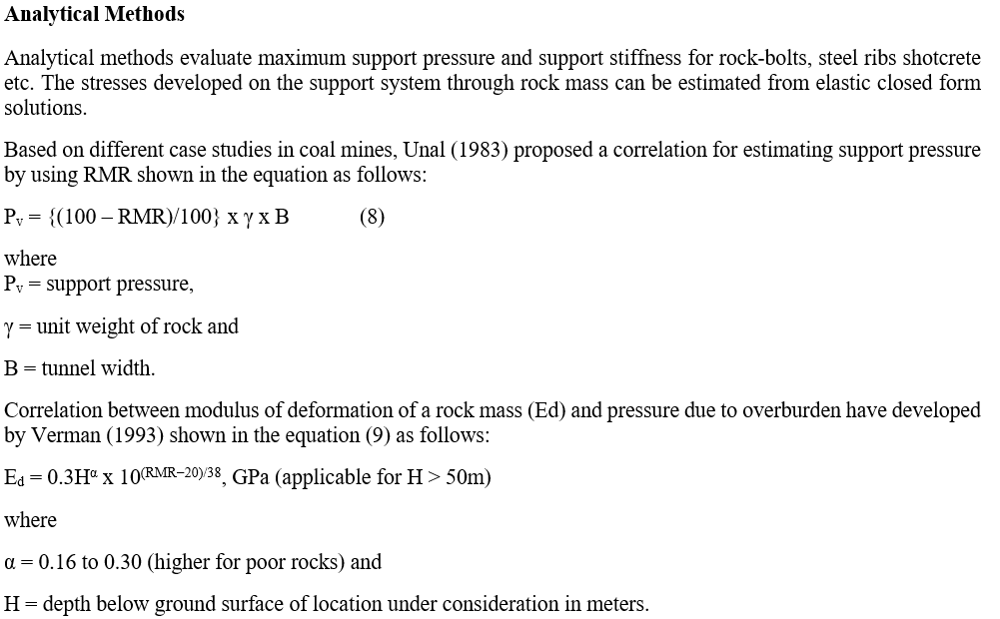 Analytical Methods
Analytical methods evaluate maximum support pressure and support stiffness for rock-bolts, steel ribs shotcrete
etc. The stresses developed on the support system through rock mass can be estimated from elastic closed form
solutions.
Based on different case studies in coal mines, Unal (1983) proposed a correlation for estimating support pressure
by using RMR shown in the equation as follows:
Pᵥ = {(100 – RMR)/100} x γ x B (8)
where
Pᵥ = support pressure,
γ = unit weight of rock and
B = tunnel width.
Correlation between modulus of deformation of a rock mass (Ed) and pressure due to overburden have developed
by Verman (1993) shown in the equation (9) as follows:
E_d = 0.3H^α x 10^(RMR–20)/38, GPa (applicable for H > 50m)
where
α = 0.16 to 0.30 (higher for poor rocks) and
H = depth below ground surface of location under consideration in meters.